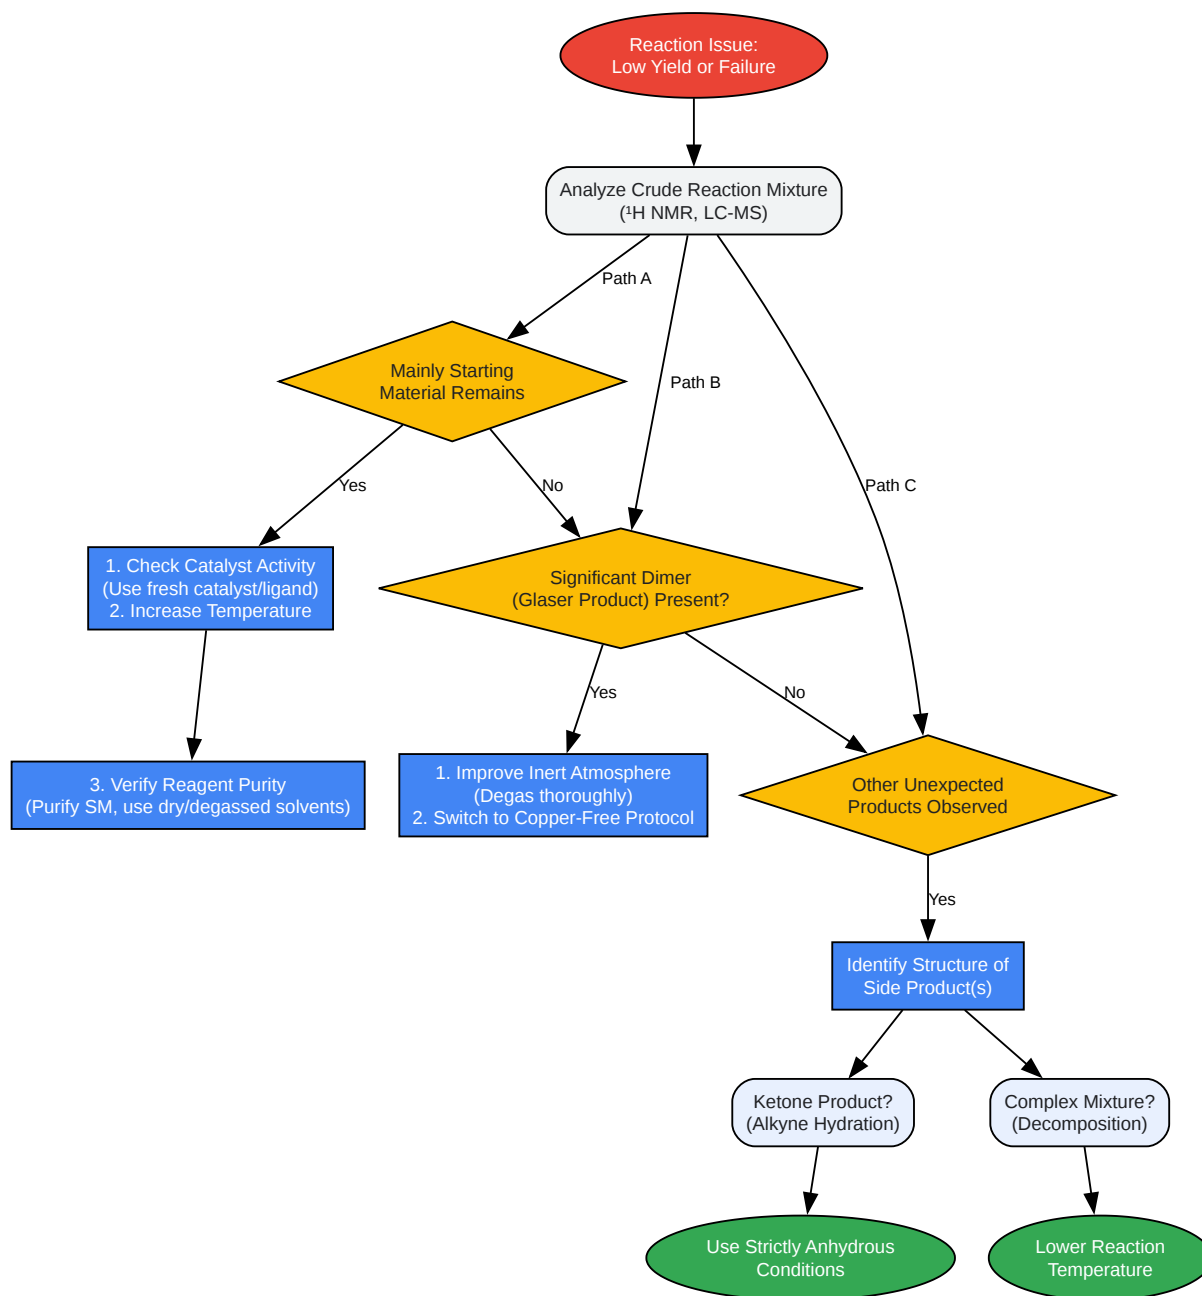 Reaction Issue:
Low Yield or Failure
Analyze Crude Reaction Mixture
(¹H NMR, LC-MS)
Path A
Path B
Path C
Mainly Starting
Material Remains
Yes
No
1. Check Catalyst Activity
(Use fresh catalyst/ligand)
2. Increase Temperature
Significant Dimer
(Glaser Product) Present?
Yes
No
3. Verify Reagent Purity
(Purify SM, use dry/degassed solvents)
1. Improve Inert Atmosphere
(Degas thoroughly)
2. Switch to Copper-Free Protocol
Other Unexpected
Products Observed
Yes
Identify Structure of
Side Product(s)
Ketone Product?
(Alkyne Hydration)
Complex Mixture?
(Decomposition)
Use Strictly Anhydrous
Conditions
Lower Reaction
Temperature